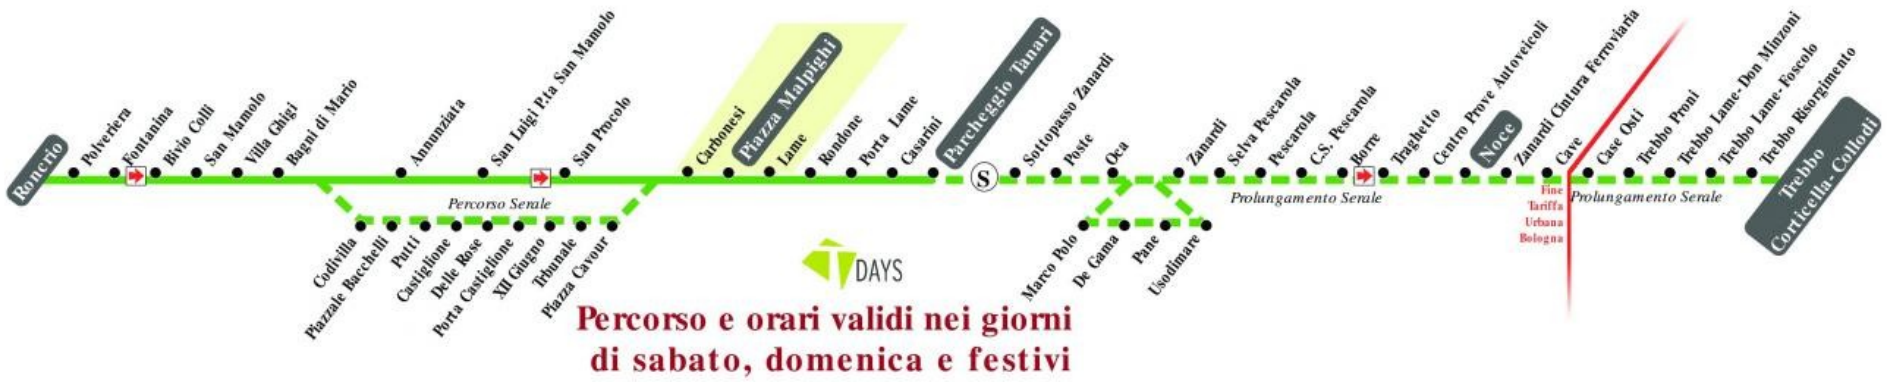 Roncrio
Polveriera
Fontanina
Bivio Colli
San Mamolo
Villa Ghigi
Bagni di Mario
Annunziata
San Luigi P.ta San Mamolo
San Procolo
Carbonesi
Piazza Malpighi
Lame
Rondone
Porta Lame
Casarini
Parcheggio Tanari
S
Sottopasso Zanardi
Poste
Oca
Zanardi
Selva Pescarola
Pescarola
C.S. Pescarola
Borre
Traghetto
Centro Prove Autoveicoli
Noce
Zanardi Cintura Ferroviaria
Cave
Case Osti
Trebbo Proni
Trebbo Lame-Don Minzoni
Trebbo Lame-Foscolo
Trebbo Risorgimento
Trebbo
Corticella-Collodi
Percorso Serale
Prolungamento Serale
Prolungamento Serale
Fine
Tariffa
Urbana
Bologna
Codivilla
Piazzale Bacchelli
Putti
Castiglione
Delle Rose
Porta Castiglione
XII Giugno
Trbunale
Piazza Cavour
Marco Polo
De Gama
Pane
Usodimare
T DAYS
Percorso e orari validi nei giorni
di sabato, domenica e festivi